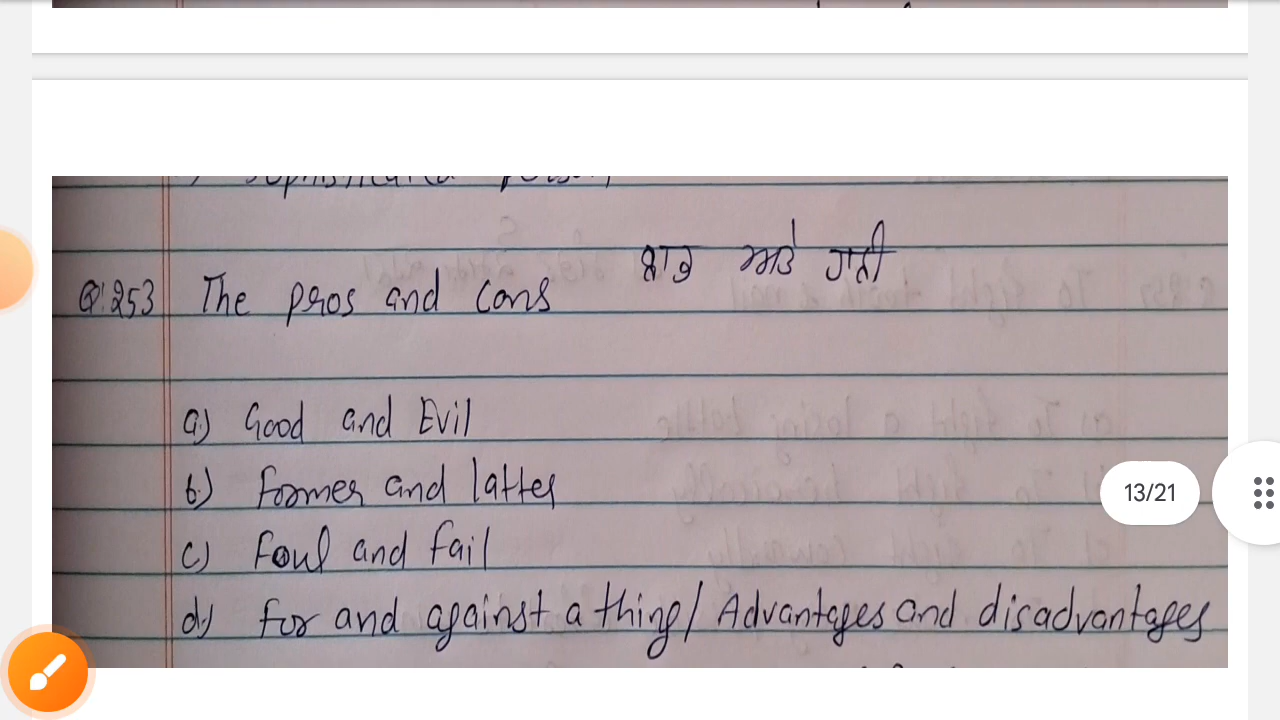 ਲਾਭ ਅਤੇ ਹਾਨੀ
Q:253 The pros and cons
a) Good and Evil
b.) Former and latter
c) Foul and fail
d.) For and against a thing/ Advantages and disadvantages
13/21